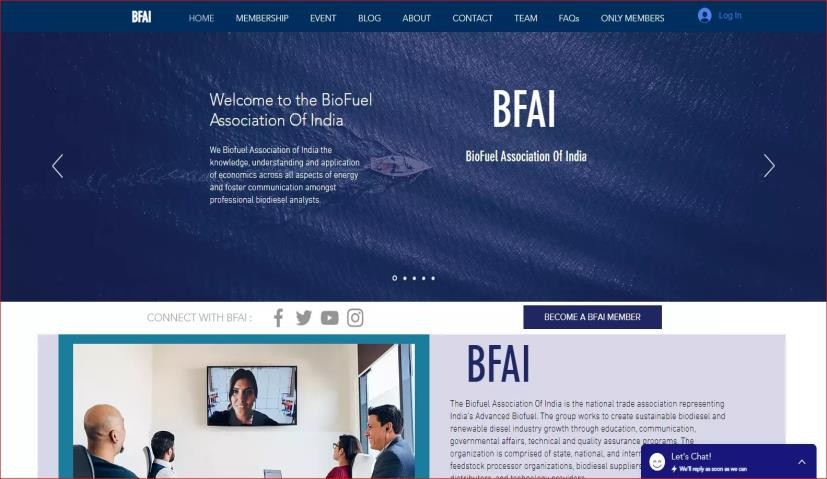 BFAI
HOME MEMBERSHIP EVENT BLOG ABOUT CONTACT TEAM FAQs ONLY MEMBERS Log In
Welcome to the BioFuel
Association Of India
We Biofuel Association of India the
knowledge, understanding and application
of economics across all aspects of energy
and foster communication amongst
professional biodiesel analysts.
BFAI
BioFuel Association Of India
CONNECT WITH BFAI :
BECOME A BFAI MEMBER
BFAI
The Biofuel Association Of India is the national trade association representing
India's Advanced Biofuel. The group works to create sustainable biodiesel and
renewable diesel industry growth through education, communication,
governmental affairs, technical and quality assurance programs. The
organization is comprised of state, national, and
feedstock processor organizations, biodiesel suppliers
distributors, and technology providers.
Let's Chat!
We'll reply as soon as we can